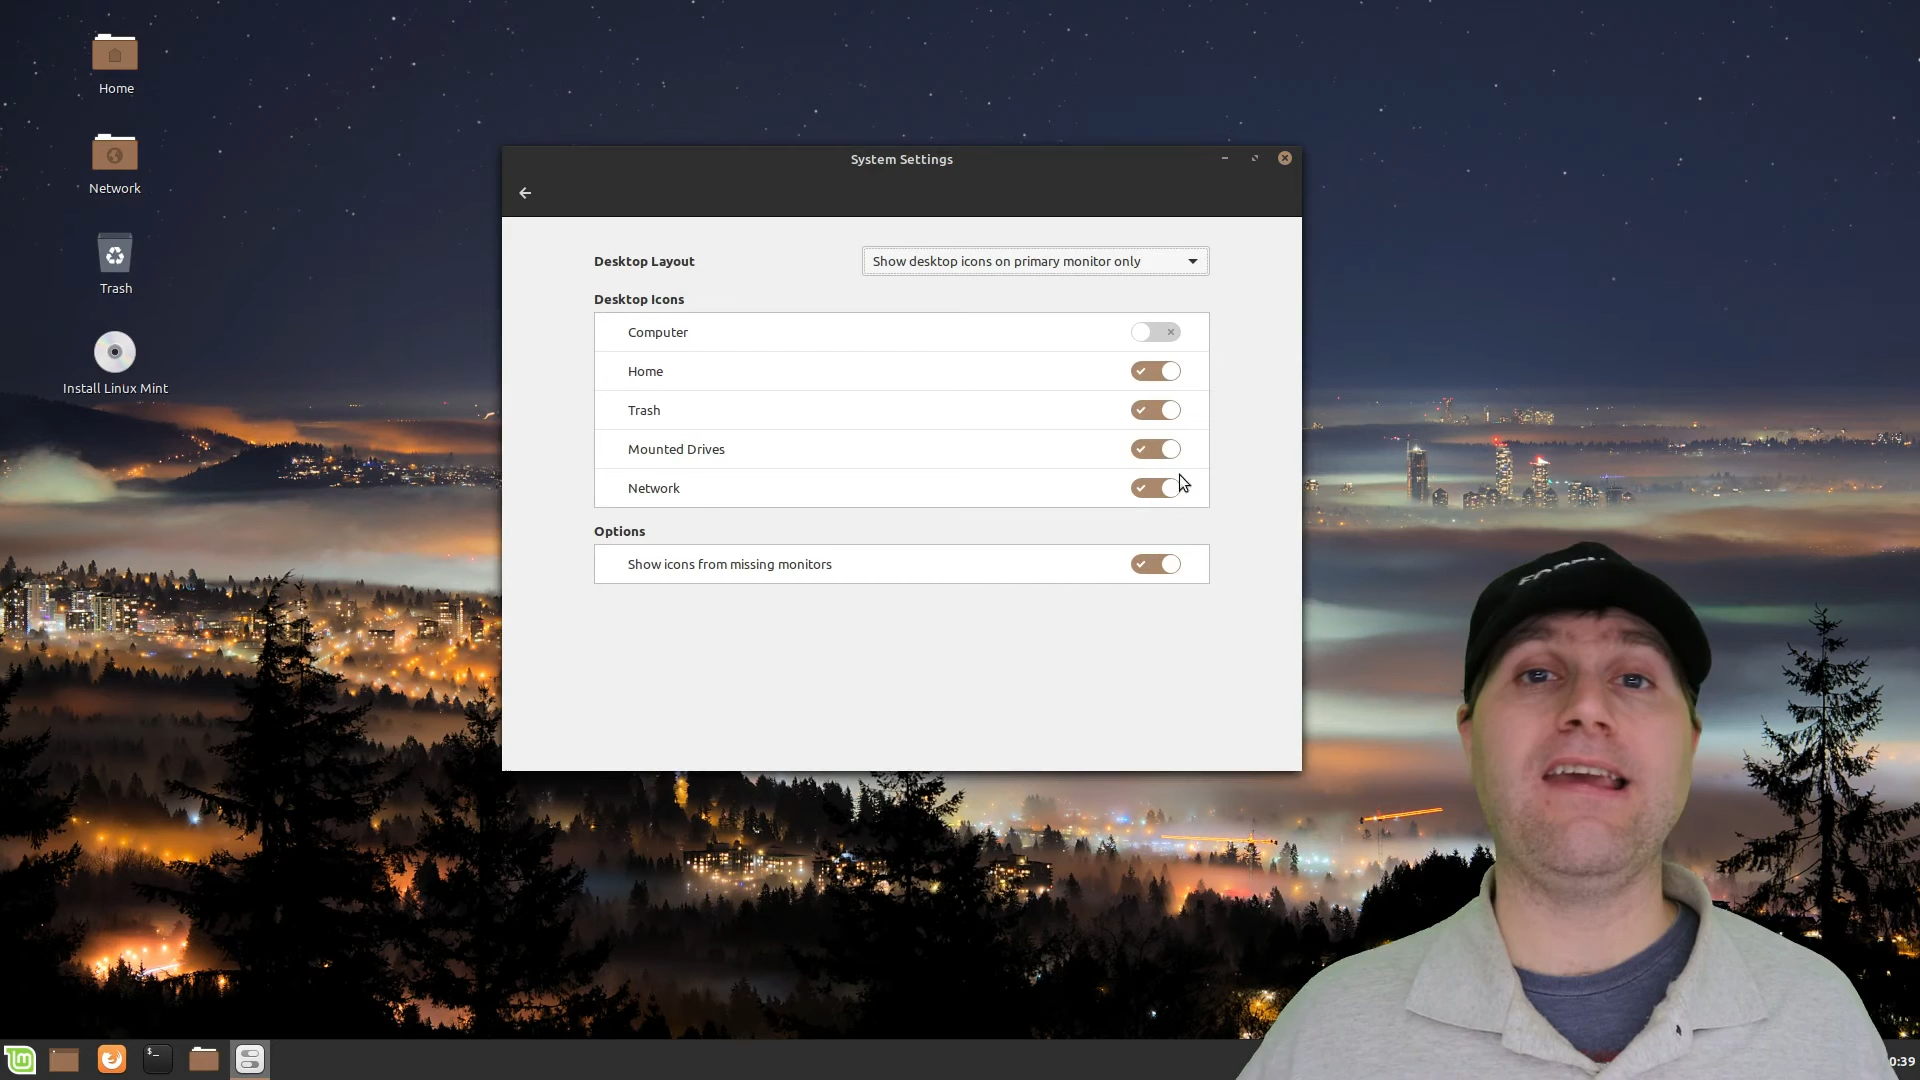 Home
Network
Trash
Install Linux Mint
System Settings
Desktop Layout
Show desktop icons on primary monitor only
Desktop Icons
Computer
Home
Trash
Mounted Drives
Network
Options
Show icons from missing monitors
$_
lm
0:39